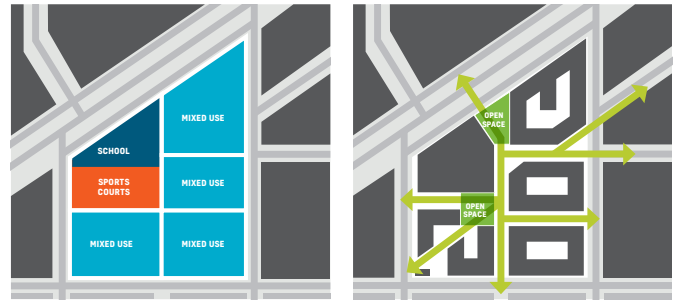 MIXED USE
SCHOOL
SPORTS
COURTS
MIXED USE
MIXED USE
MIXED USE
OPEN
SPACE
OPEN
SPACE